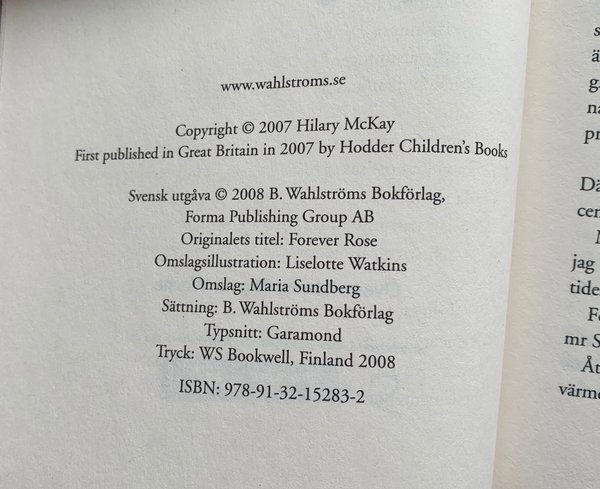 www.wahlstroms.se
Copyright © 2007 Hilary McKay
First published in Great Britain in 2007 by Hodder Children's Books
Svensk utgåva © 2008 B. Wahlströms Bokförlag,
Forma Publishing Group AB
Originalets titel: Forever Rose
Omslagsillustration: Liselotte Watkins
Omslag: Maria Sundberg
Sättning: B. Wahlströms Bokförlag
Typsnitt: Garamond
Tryck: WS Bookwell, Finland 2008
ISBN: 978-91-32-15283-2
jag
mr S